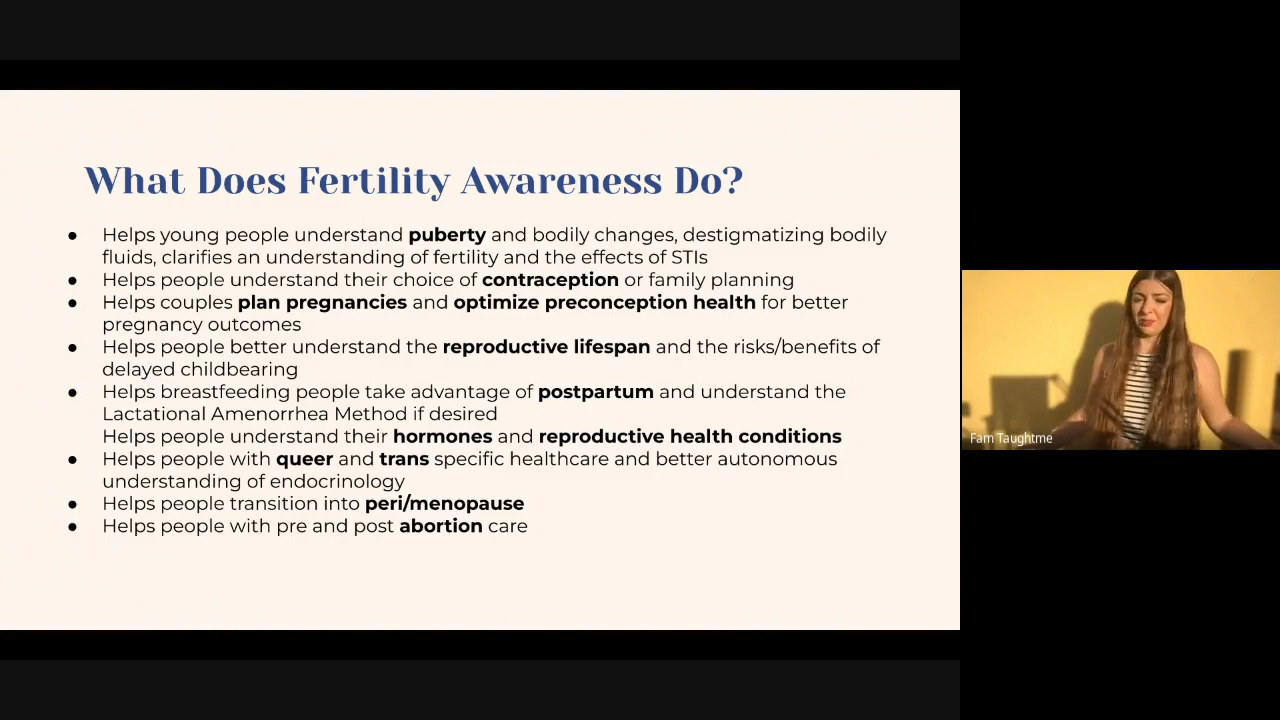 What Does Fertility Awareness Do?
● Helps young people understand puberty and bodily changes, destigmatizing bodily
fluids, clarifies an understanding of fertility and the effects of STIs
● Helps people understand their choice of contraception or family planning
● Helps couples plan pregnancies and optimize preconception health for better
pregnancy outcomes
● Helps people better understand the reproductive lifespan and the risks/benefits of
delayed childbearing
● Helps breastfeeding people take advantage of postpartum and understand the
Lactational Amenorrhea Method if desired
Helps people understand their hormones and reproductive health conditions
● Helps people with queer and trans specific healthcare and better autonomous
understanding of endocrinology
● Helps people transition into peri/menopause
● Helps people with pre and post abortion care
Fam Taughtme